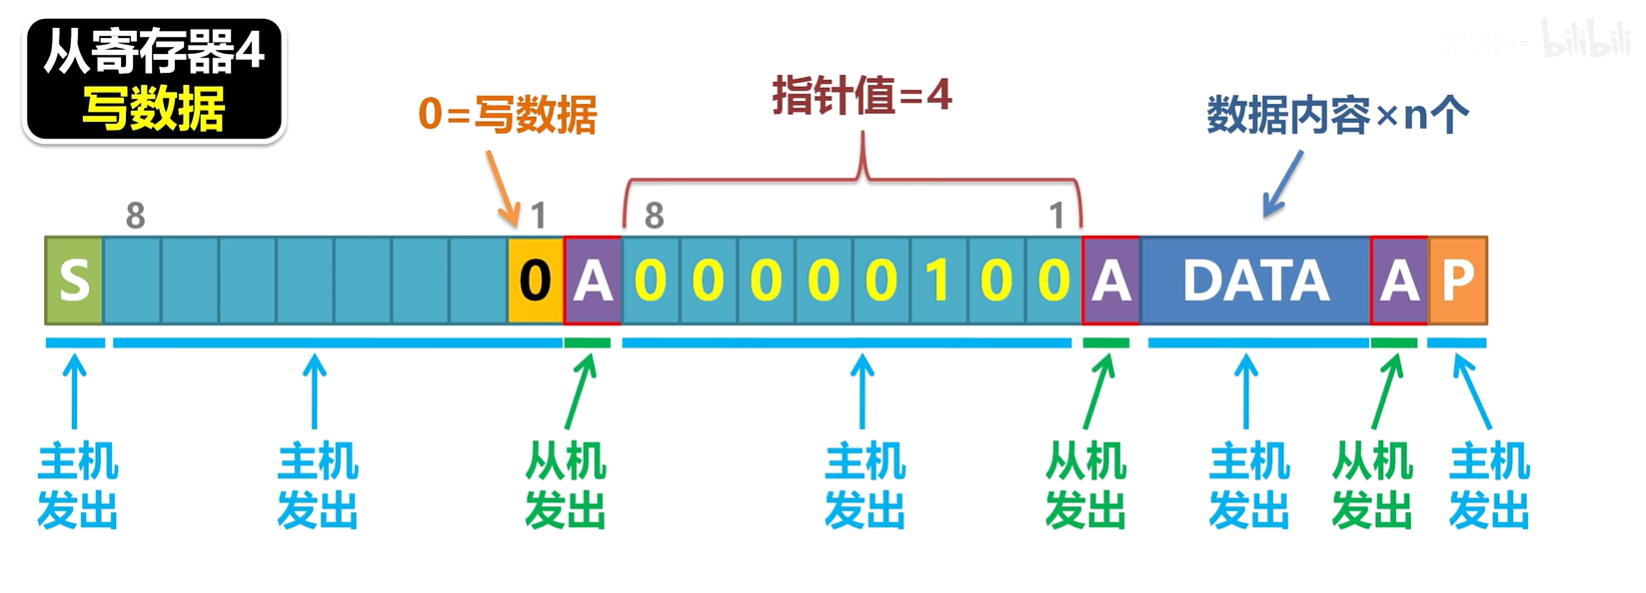 从寄存器4
写数据
bilibili
0=写数据
指针值=4
数据内容×n个
8
1
8
1
S 0 A 0 0 0 0 0 1 0 0 A DATA A P
主机
发出
主机
发出
从机
发出
主机
发出
从机
发出
主机
发出
从机
发出
主机
发出